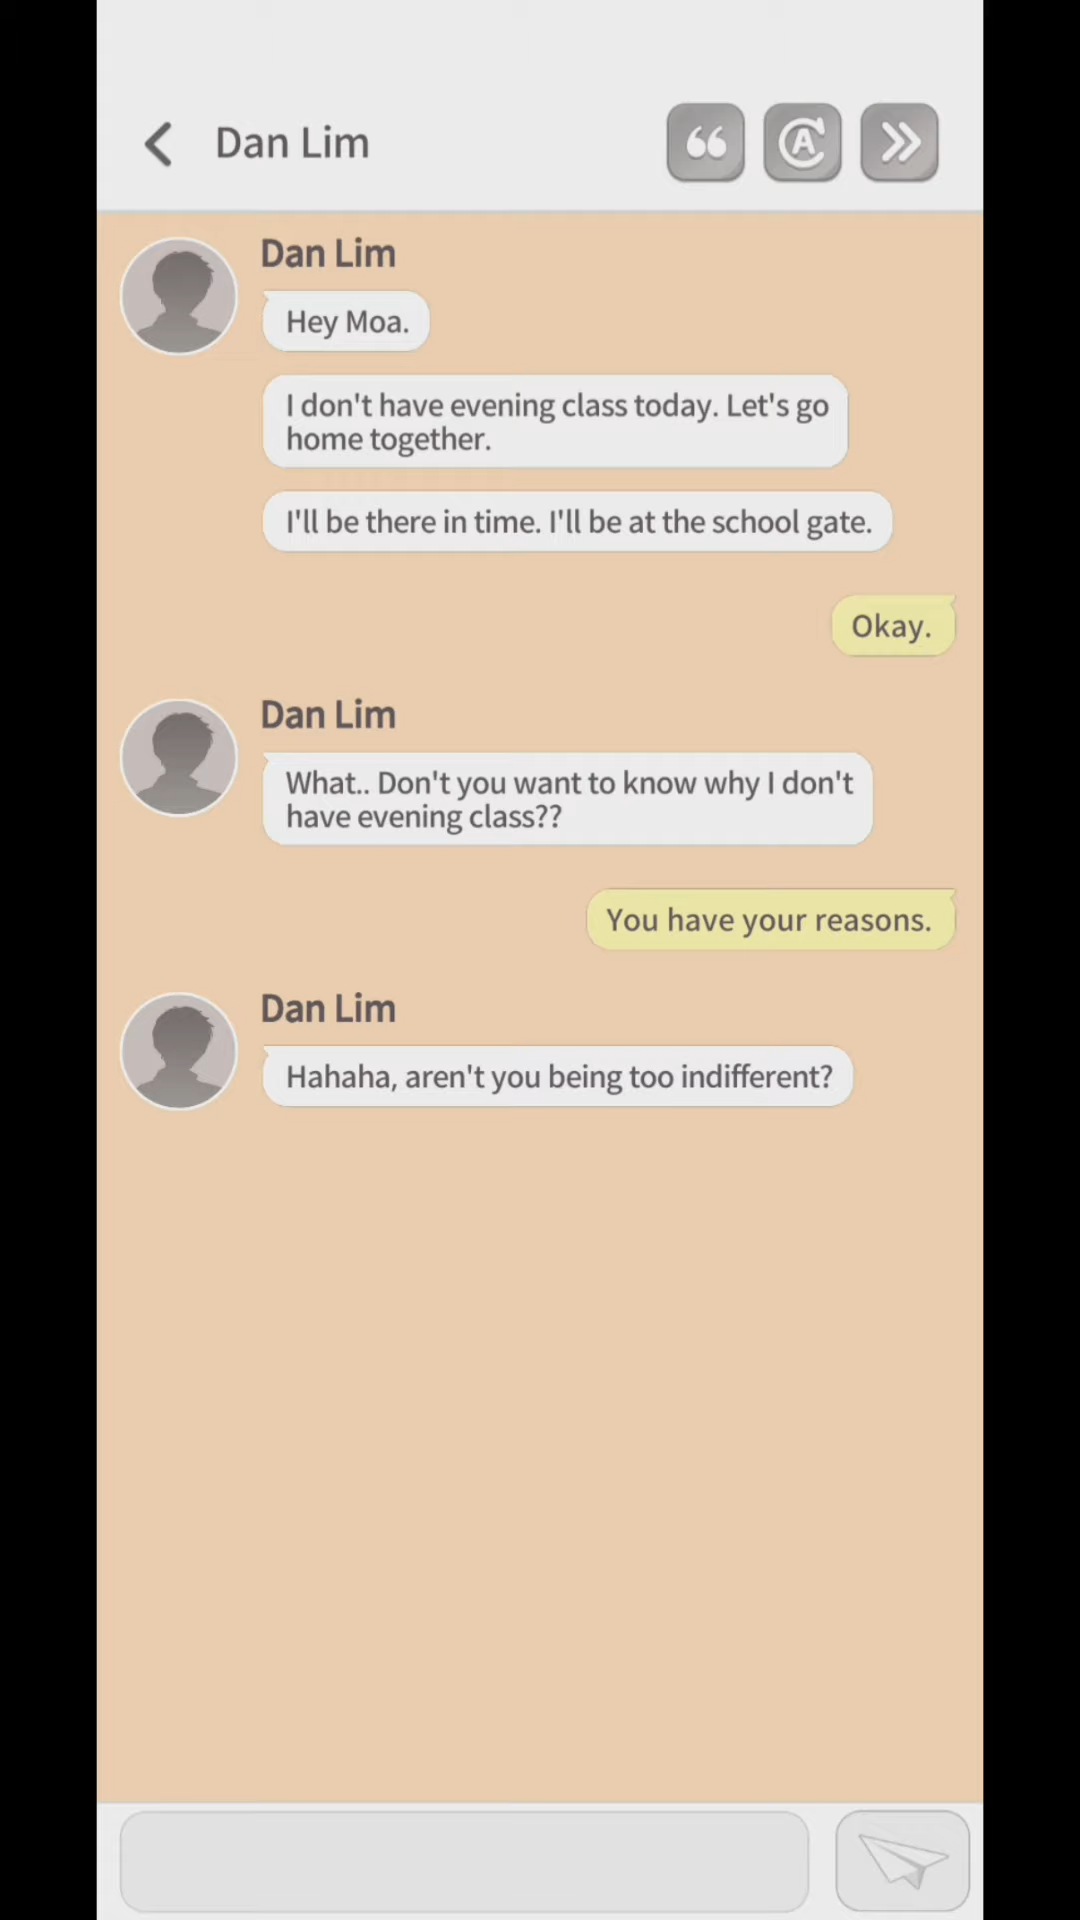 Dan Lim
Dan Lim
Hey Moa.
I don't have evening class today. Let's go
home together.
I'll be there in time. I'll be at the school gate.
Okay.
Dan Lim
What.. Don't you want to know why I don't
have evening class??
You have your reasons.
Dan Lim
Hahaha, aren't you being too indifferent?